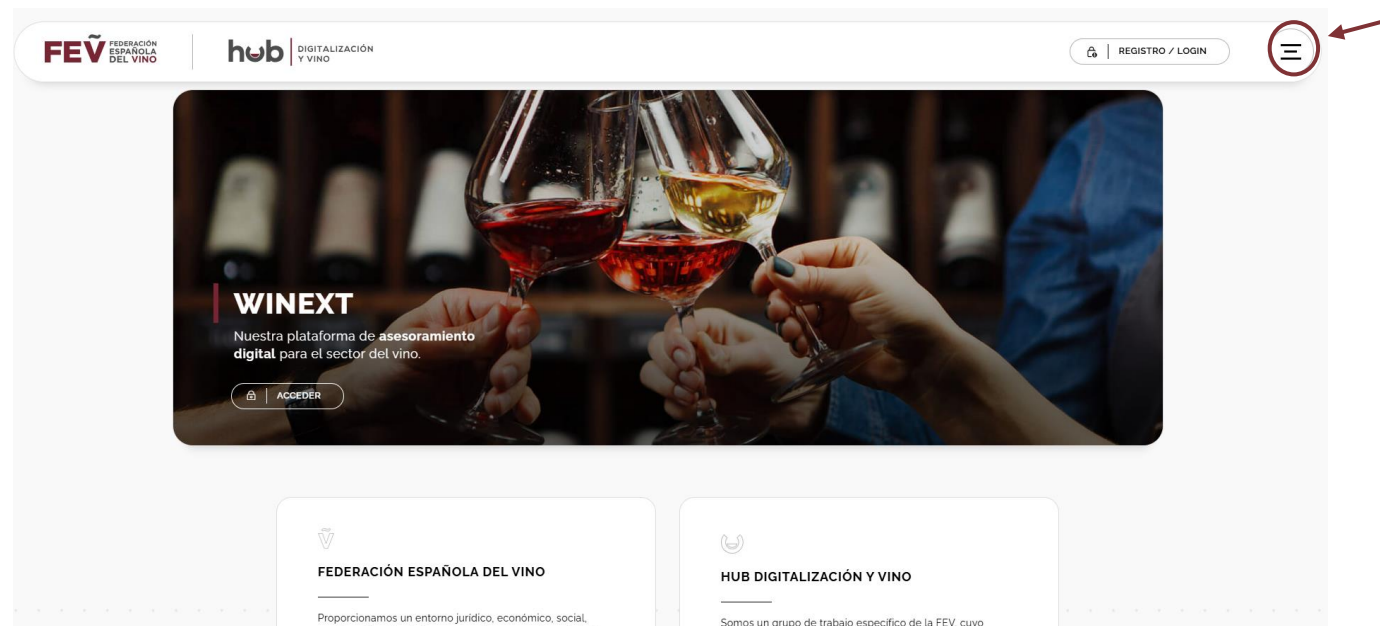 FEṼ FEDERACIÓN
ESPAÑOLA
DEL VINO
hub DIGITALIZACIÓN
Y VINO
REGISTRO / LOGIN
WINEXT
Nuestra plataforma de asesoramiento
digital para el sector del vino.
ACCEDER
Ṽ
FEDERACIÓN ESPAÑOLA DEL VINO
Proporcionamos un entorno jurídico, económico, social,
HUB DIGITALIZACIÓN Y VINO
Somos un grupo de trabajo específico de la FEV, cuyo